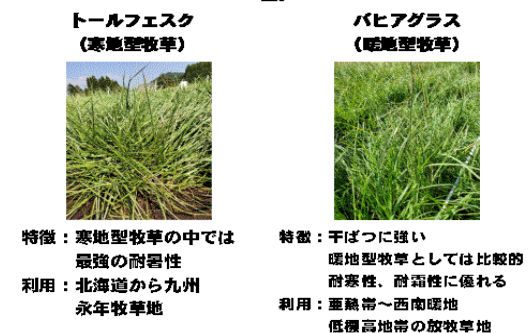 トールフェスク
（寒地型牧草）
特徴：寒地型牧草の中では
最強の耐暑性
利用：北海道から九州
永年牧草地
バヒアグラス
（暖地型牧草）
特徴：干ばつに強い
暖地型牧草としては比較的
耐寒性、耐霜性に優れる
利用：亜熱帯～西南暖地
低標高地帯の放牧草地